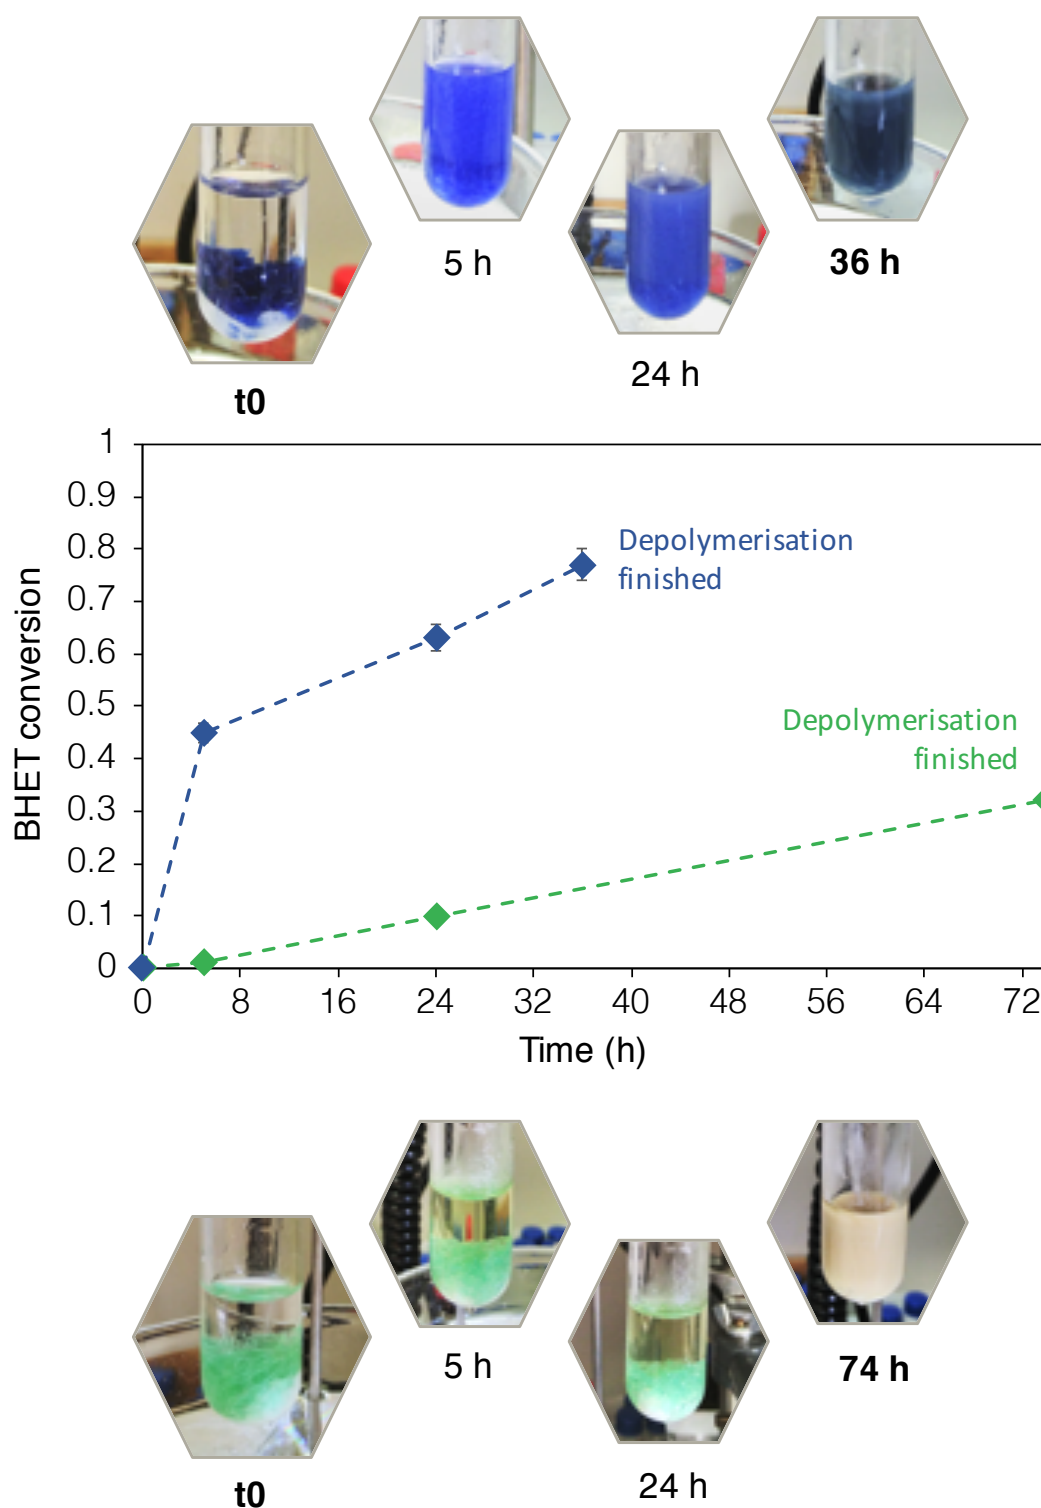 5 h
36 h
24 h
t0
1
0.9
0.8
0.7
0.6
0.5
0.4
0.3
0.2
0.1
0
BHET conversion
Depolymerisation
finished
Depolymerisation
finished
0 8 16 24 32 40 48 56 64 72
Time (h)
5 h
74 h
24 h
t0